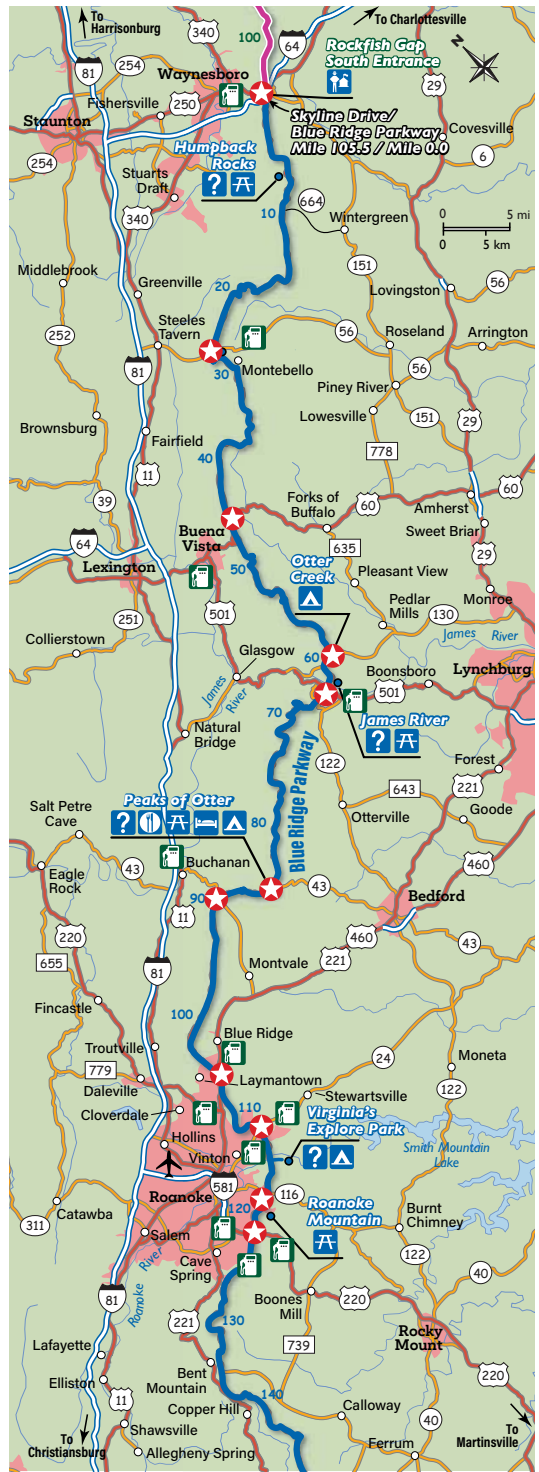 To
Harrisonburg
To Charlottesville
340
100
64
81
254
Waynesboro
Rockfish Gap
South Entrance
N
29
Fishersville
250
Staunton
Skyline Drive/
Blue Ridge Parkway
Mile 105.5 / Mile 0.0
Covesville
6
254
Humpback
Rocks
?
Stuarts
Draft
664
340
10
Wintergreen
0 5 mi
0 5 km
151
Middlebrook
Greenville
20
Lovingston
56
252
Steeles
Tavern
56
Roseland
Arrington
81
30
Montebello
56
Piney River
Lowesville
151
Brownsburg
Fairfield
29
11
40
778
39
Forks of
Buffalo
60
Amherst
60
64
Buena
Vista
Sweet Briar
Lexington
50
Otter
Creek
635
29
Pleasant View
501
251
Pedlar
Mills
130
Monroe
Collierstown
James River
Glasgow
60
Boonsboro
Lynchburg
James
River
501
70
James River
?
Natural
Bridge
122
Forest
Blue Ridge Parkway
221
Peaks of Otter
643
?
80
Salt Petre
Cave
Otterville
Goode
460
Buchanan
Eagle
Rock
43
43
Bedford
90
11
220
460
43
221
655
81
Montvale
Fincastle
100
Blue Ridge
Troutville
24
Moneta
779
Laymantown
Daleville
Stewartsville
122
Cloverdale
110
Virginia's
Explore Park
Hollins
?
Smith Mountain
Lake
Vinton
Roanoke
581
116
Roanoke
Mountain
311
Catawba
120
Burnt
Chimney
Salem
River
Roanoke
Cave
Spring
122
40
81
Boones
Mill
220
221
130
Rocky
Mount
739
Lafayette
Bent
Mountain
220
Elliston
140
11
Copper Hill
Calloway
To
Christiansburg
Shawsville
40
To
Martinsville
Allegheny Spring
Ferrum